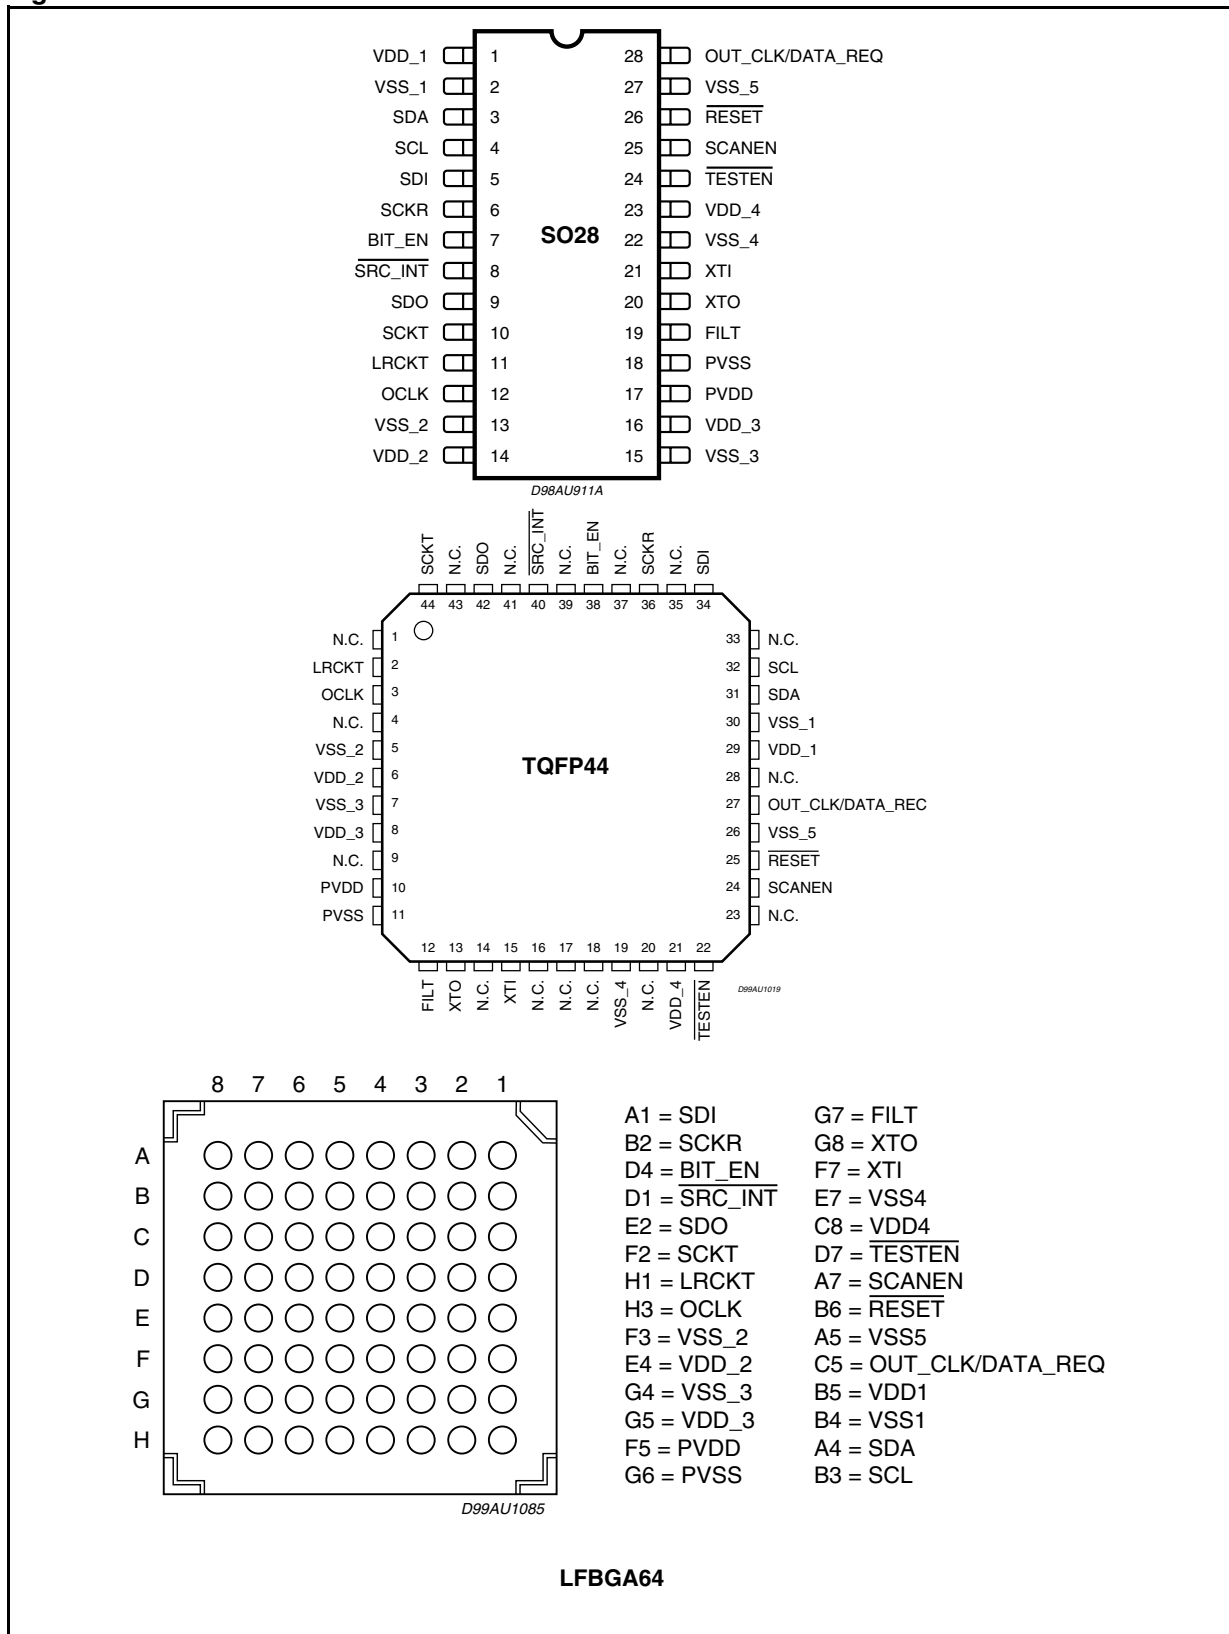 VDD_1 1 28 OUT_CLK/DATA_REQ
VSS_1 2 27 VSS_5
SDA 3 26 RESET
SCL 4 25 SCANEN
SDI 5 24 TESTEN
SCKR 6 23 VDD_4
BIT_EN 7 22 VSS_4
SO28
SRC_INT 8 21 XTI
SDO 9 20 XTO
SCKT 10 19 FILT
LRCKT 11 18 PVSS
OCLK 12 17 PVDD
VSS_2 13 16 VDD_3
VDD_2 14 15 VSS_3
D98AU911A
SCKT N.C. SDO N.C. SRC_INT N.C. BIT_EN N.C. SCKR N.C. SDI
44 43 42 41 40 39 38 37 36 35 34
N.C. 1 33 N.C.
LRCKT 2 32 SCL
OCLK 3 31 SDA
N.C. 4 30 VSS_1
VSS_2 5 29 VDD_1
TQFP44
VDD_2 6 28 N.C.
VSS_3 7 27 OUT_CLK/DATA_REC
VDD_3 8 26 VSS_5
N.C. 9 25 RESET
PVDD 10 24 SCANEN
PVSS 11 23 N.C.
12 13 14 15 16 17 18 19 20 21 22
FILT XTO N.C. XTI N.C. N.C. N.C. VSS_4 N.C. VDD_4 TESTEN
D99AU1019
8 7 6 5 4 3 2 1
A
B
C
D
E
F
G
H
D99AU1085
A1 = SDI
B2 = SCKR
D4 = BIT_EN
D1 = SRC_INT
E2 = SDO
F2 = SCKT
H1 = LRCKT
H3 = OCLK
F3 = VSS_2
E4 = VDD_2
G4 = VSS_3
G5 = VDD_3
F5 = PVDD
G6 = PVSS
G7 = FILT
G8 = XTO
F7 = XTI
E7 = VSS4
C8 = VDD4
D7 = TESTEN
A7 = SCANEN
B6 = RESET
A5 = VSS5
C5 = OUT_CLK/DATA_REQ
B5 = VDD1
B4 = VSS1
A4 = SDA
B3 = SCL
LFBGA64